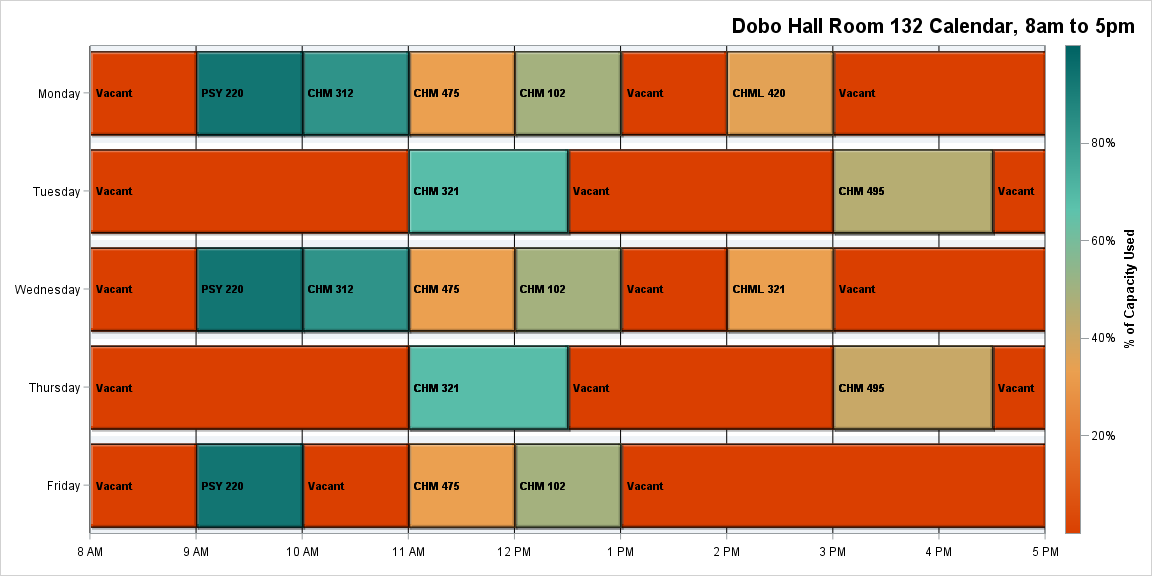 Dobo Hall Room 132 Calendar, 8am to 5pm
Monday
Vacant
PSY 220
CHM 312
CHM 475
CHM 102
Vacant
CHML 420
Vacant
Tuesday
Vacant
CHM 321
Vacant
CHM 495
Vacant
Wednesday
Vacant
PSY 220
CHM 312
CHM 475
CHM 102
Vacant
CHML 321
Vacant
Thursday
Vacant
CHM 321
Vacant
CHM 495
Vacant
Friday
Vacant
PSY 220
Vacant
CHM 475
CHM 102
Vacant
8 AM
9 AM
10 AM
11 AM
12 PM
1 PM
2 PM
3 PM
4 PM
5 PM
80%
60%
40%
20%
% of Capacity Used